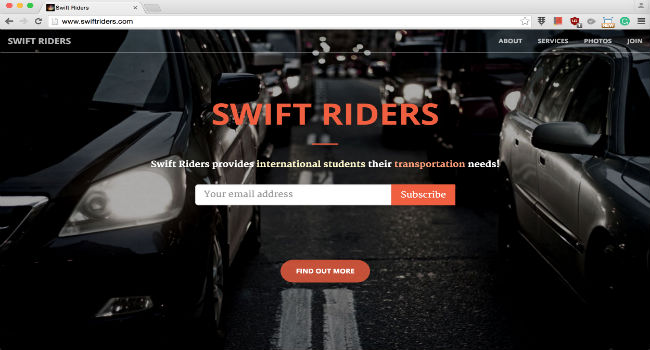 Swift Riders
www.swiftriders.com
SWIFT RIDERS
ABOUT SERVICES PHOTOS JOIN
SWIFT RIDERS
Swift Riders provides international students their transportation needs!
Your email address
Subscribe
FIND OUT MORE